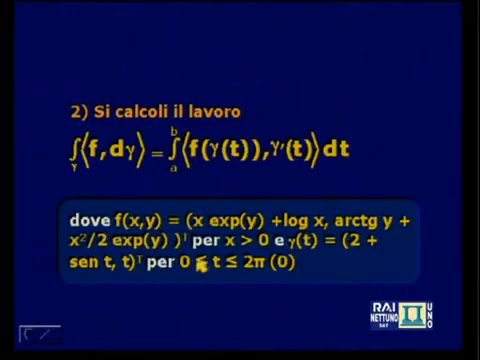 2) Si calcoli il lavoro
∫γ⟨f,dγ⟩ = ∫ab⟨f(γ(t)),γ'(t)⟩dt
dove f(x,y) = (x exp(y) +log x, arctg y +
x²/2 exp(y) )ᵀ per x > 0 e γ(t) = (2 +
sen t, t)ᵀ per 0 ≤ t ≤ 2π (0)
RAI
NETTUNO
SAT
UNO